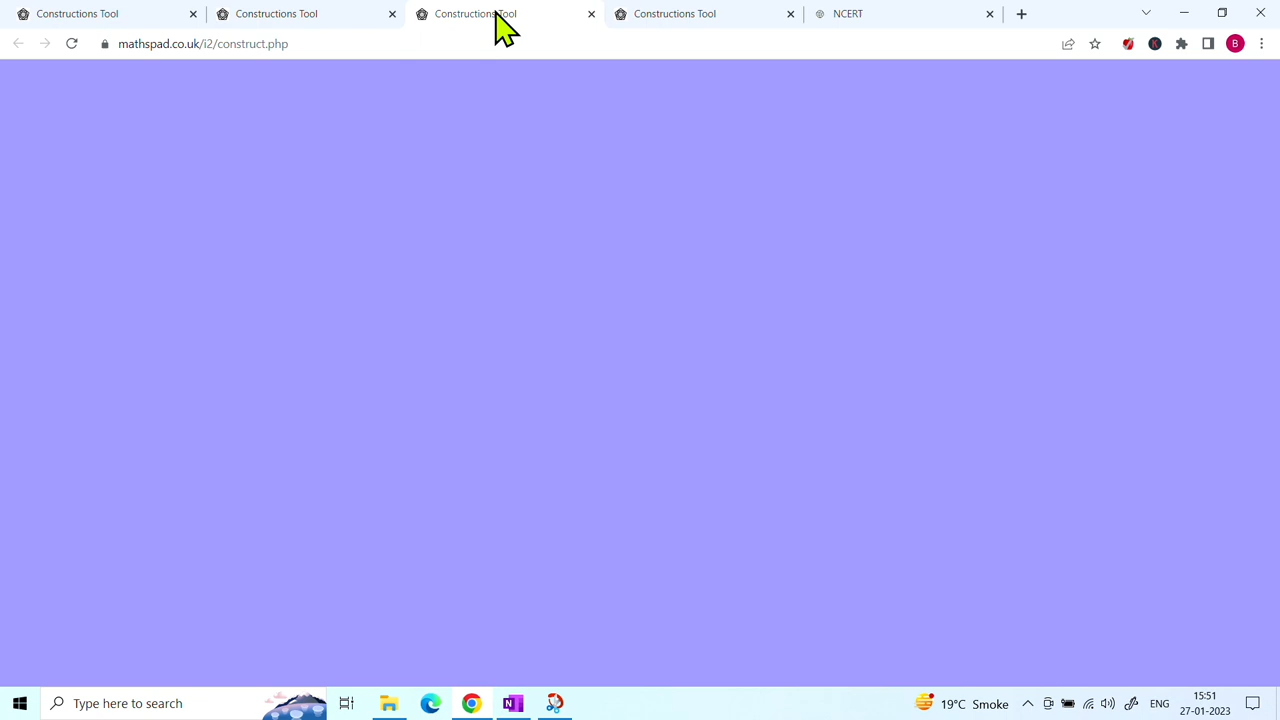 Constructions Tool
Constructions Tool
Constructions Tool
Constructions Tool
NCERT
mathspad.co.uk/i2/construct.php
B
Type here to search
19°C Smoke
ENG
15:51
27-01-2023